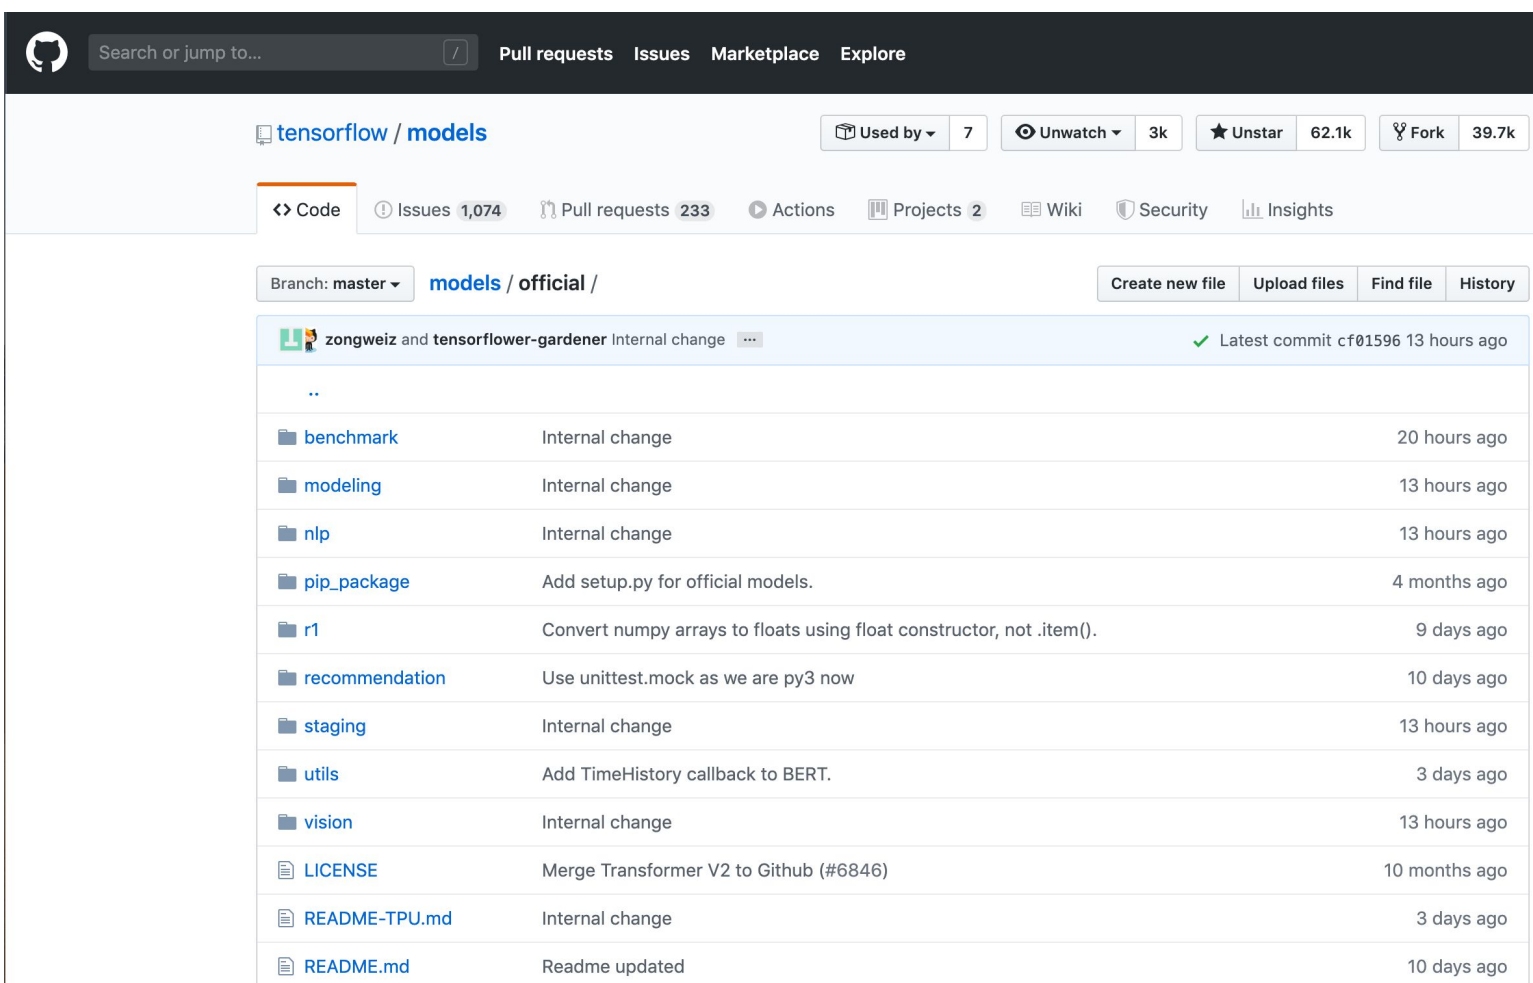 Search or jump to... / Pull requests Issues Marketplace Explore
tensorflow / models Used by 7 Unwatch 3k Unstar 62.1k Fork 39.7k
Code Issues 1,074 Pull requests 233 Actions Projects 2 Wiki Security Insights
Branch: master models / official / Create new file Upload files Find file History
zongweiz and tensorflower-gardener Internal change ... Latest commit cf01596 13 hours ago
..
benchmark Internal change 20 hours ago
modeling Internal change 13 hours ago
nlp Internal change 13 hours ago
pip_package Add setup.py for official models. 4 months ago
r1 Convert numpy arrays to floats using float constructor, not .item(). 9 days ago
recommendation Use unittest.mock as we are py3 now 10 days ago
staging Internal change 13 hours ago
utils Add TimeHistory callback to BERT. 3 days ago
vision Internal change 13 hours ago
LICENSE Merge Transformer V2 to Github (#6846) 10 months ago
README-TPU.md Internal change 3 days ago
README.md Readme updated 10 days ago